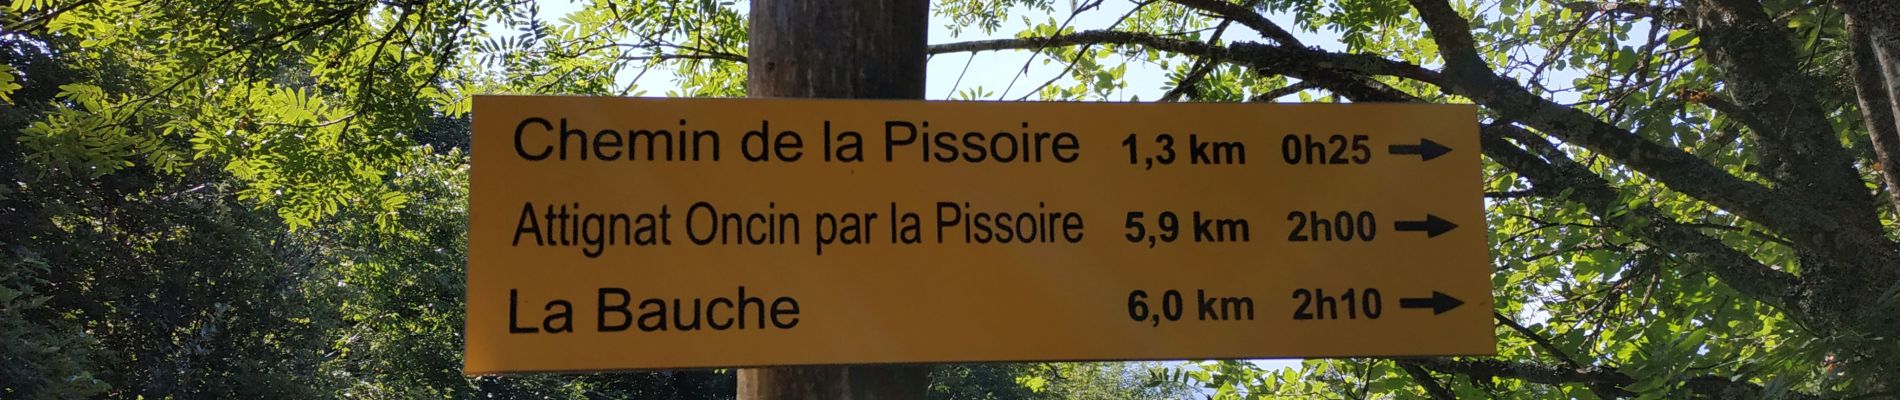 Chemin de la Pissoire 1,3 km 0h25 →
Attignat Oncin par la Pissoire 5,9 km 2h00 →
La Bauche 6,0 km 2h10 →